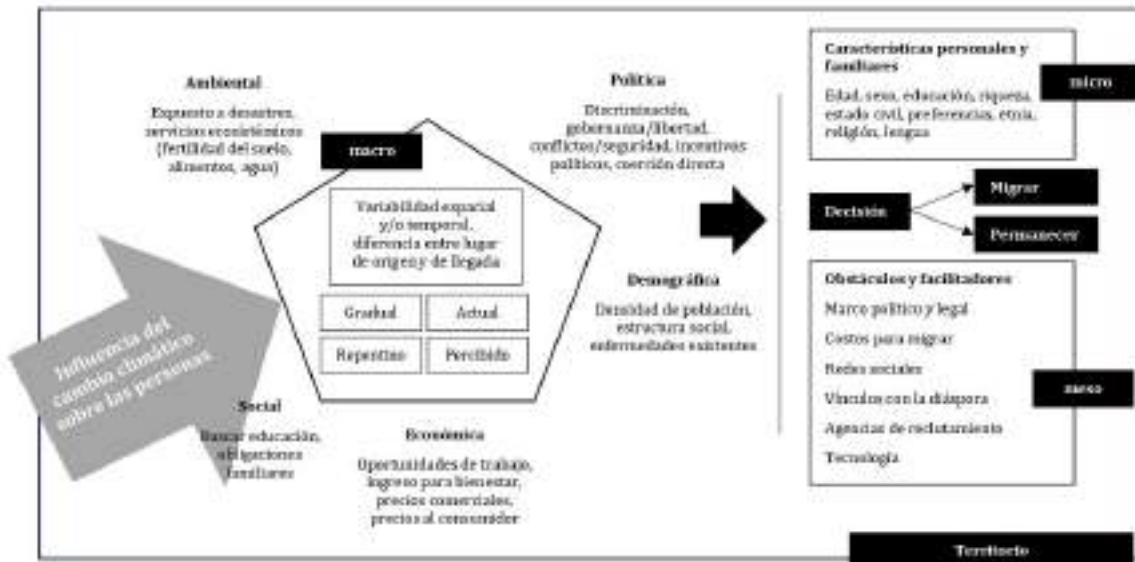 Ambiental
Expuesto a desastres,
servicios ecosistémicos
(fertilidad del suelo,
alimentos, agua)
macro
Política
Discriminación,
gobernanza/libertad,
conflictos/seguridad, incentivos
políticos, coerción directa
Variabilidad espacial
y/o temporal,
diferencia entre lugar
de origen y de llegada
Gradual
Actual
Repentino
Percibido
Demográfica
Densidad de población,
estructura social,
enfermedades existentes
Influencia del
cambio climático
sobre las personas
Social
Buscar educación,
obligaciones
familiares
Económica
Oportunidades de trabajo,
ingreso para bienestar,
precios comerciales,
precios al consumidor
Características personales y
familiares
Edad, sexo, educación, riqueza,
estado civil, preferencias, etnia,
religión, lengua
micro
Decisión
Migrar
Permanecer
Obstáculos y facilitadores
Marco político y legal
Costos para migrar
Redes sociales
Vínculos con la diáspora
Agencias de reclutamiento
Tecnología
meso
Territorio